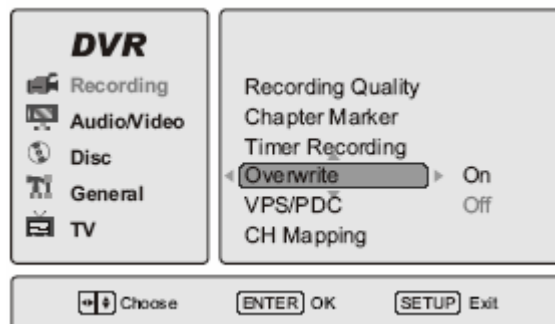 DVR
Recording
Audio/Video
Disc
General
TV
Recording Quality
Chapter Marker
Timer Recording
Overwrite On
VPS/PDC Off
CH Mapping
Choose ENTER OK SETUP Exit